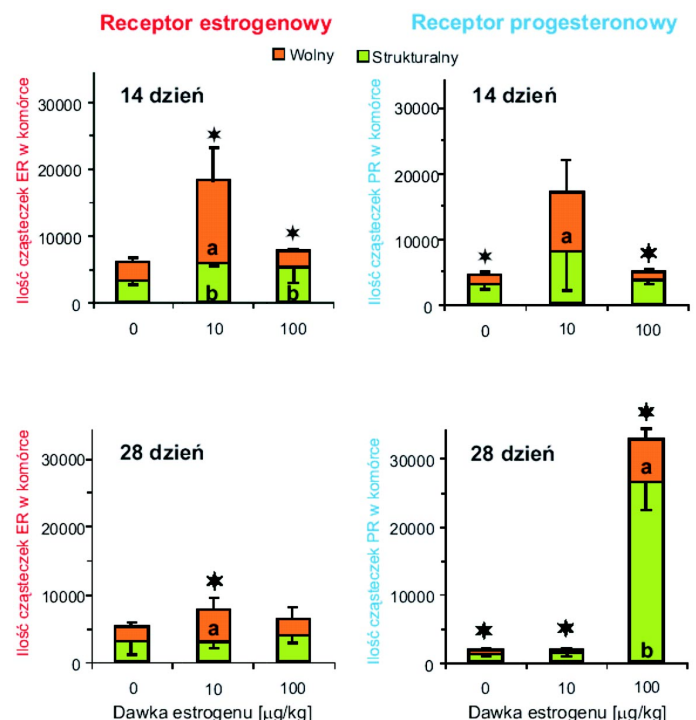 Receptor estrogenowy
Receptor progesteronowy
Wolny
Strukturalny
Ilość cząsteczek ER w komórce
14 dzień
30000
20000
10000
0
a
b
b
0
10
100
Ilość cząsteczek PR w komórce
14 dzień
30000
20000
10000
0
a
0
10
100
Ilość cząsteczek ER w komórce
28 dzień
30000
20000
10000
0
a
0
10
100
Dawka estrogenu [µg/kg]
Ilość cząsteczek PR w komórce
28 dzień
30000
20000
10000
0
a
b
0
10
100
Dawka estrogenu [µg/kg]